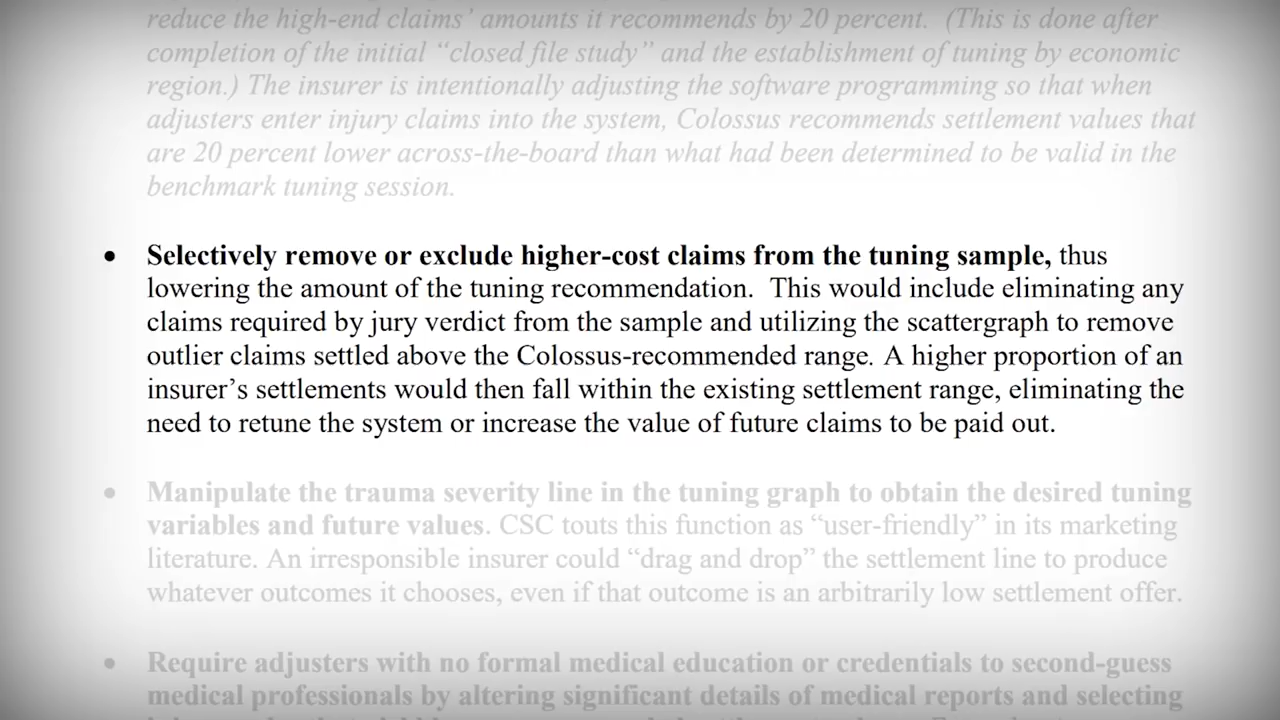 reduce the high-end claims’ amounts it recommends by 20 percent.  (This is done after
completion of the initial “closed file study” and the establishment of tuning by economic
region.) The insurer is intentionally adjusting the software programming so that when
adjusters enter injury claims into the system, Colossus recommends settlement values that
are 20 percent lower across-the-board than what had been determined to be valid in the
benchmark tuning session.
• Selectively remove or exclude higher-cost claims from the tuning sample, thus
lowering the amount of the tuning recommendation.  This would include eliminating any
claims required by jury verdict from the sample and utilizing the scattergraph to remove
outlier claims settled above the Colossus-recommended range. A higher proportion of an
insurer’s settlements would then fall within the existing settlement range, eliminating the
need to retune the system or increase the value of future claims to be paid out.
• Manipulate the trauma severity line in the tuning graph to obtain the desired tuning
variables and future values. CSC touts this function as “user-friendly” in its marketing
literature. An irresponsible insurer could “drag and drop” the settlement line to produce
whatever outcomes it chooses, even if that outcome is an arbitrarily low settlement offer.
• Require adjusters with no formal medical education or credentials to second-guess
medical professionals by altering significant details of medical reports and selecting